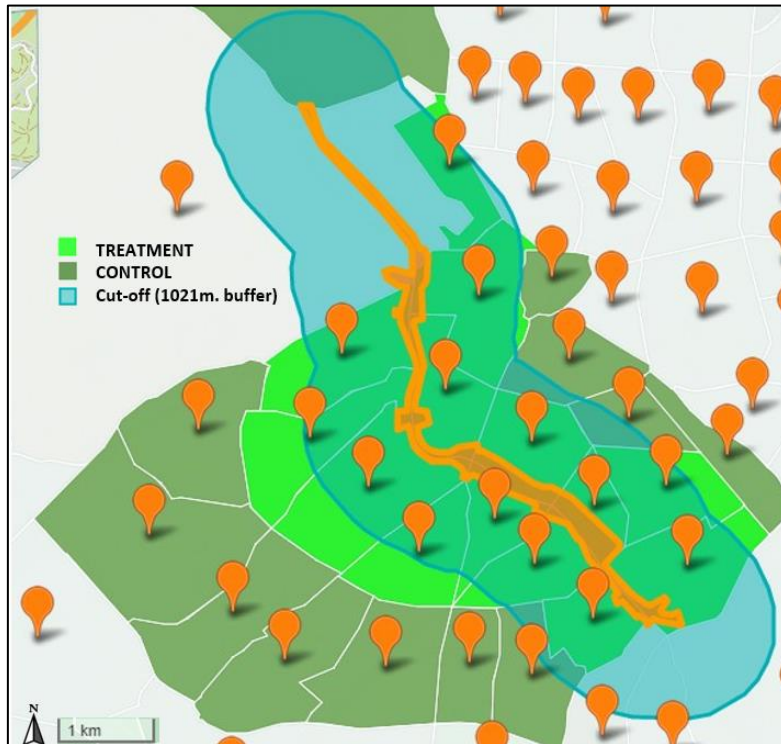 TREATMENT
CONTROL
Cut-off (1021m. buffer)
N
1 km